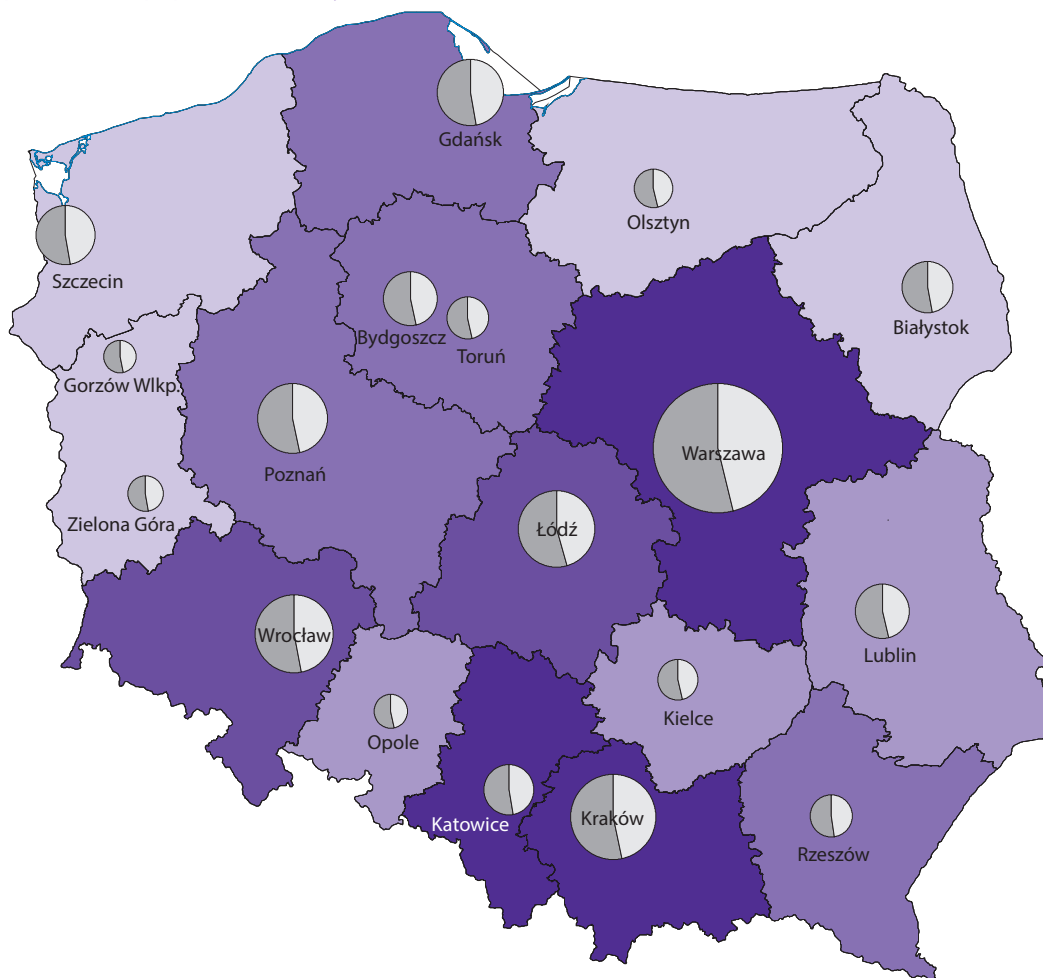 Gdańsk
Olsztyn
Szczecin
Białystok
Bydgoszcz
Toruń
Gorzów Wlkp.
Warszawa
Poznań
Zielona Góra
Łódź
Wrocław
Lublin
Kielce
Opole
Katowice
Kraków
Rzeszów